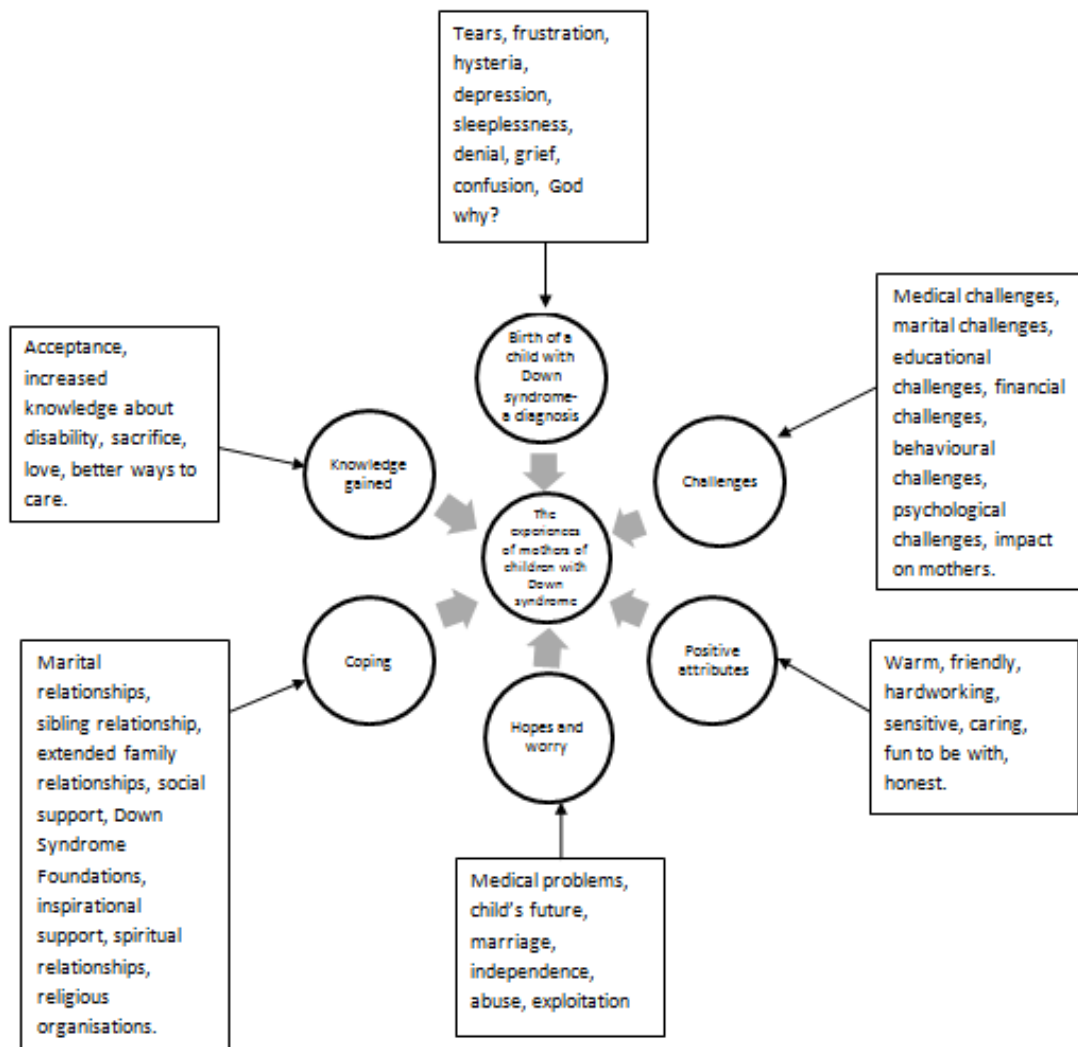 Tears, frustration,
hysteria,
depression,
sleeplessness,
denial, grief,
confusion, God
why?
Birth of a
child with
Down
syndrome-
a diagnosis
Medical challenges,
marital challenges,
educational
challenges, financial
challenges,
behavioural
challenges,
psychological
challenges, impact
on mothers.
Challenges
Acceptance,
increased
knowledge about
disability, sacrifice,
love, better ways to
care.
Knowledge
gained
The
experiences
of mothers of
children with
Down
syndrome
Coping
Marital
relationships,
sibling relationship,
extended family
relationships, social
support, Down
Syndrome
Foundations,
inspirational
support, spiritual
relationships,
religious
organisations.
Positive
attributes
Warm, friendly,
hardworking,
sensitive, caring,
fun to be with,
honest.
Hopes and
worry
Medical problems,
child's future,
marriage,
independence,
abuse, exploitation